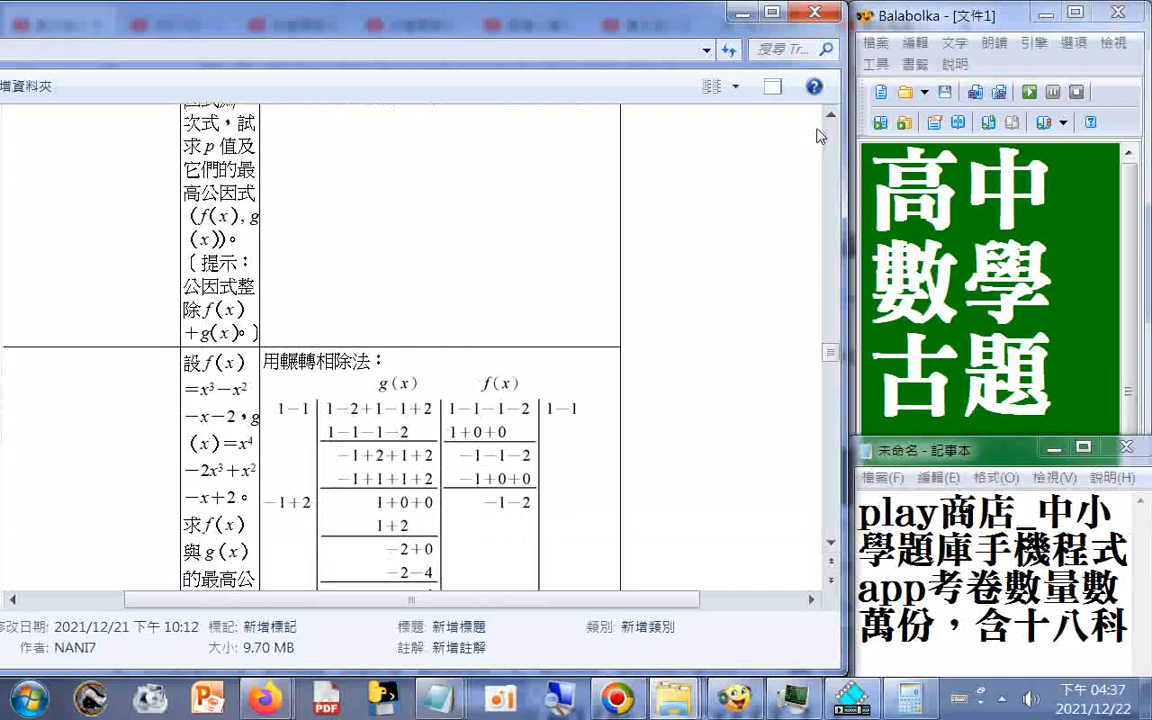 Balabolka - [文件1]
搜尋 Tr...
檔案 編輯 文字 朗讀 引擎 選項 檢視
工具 書籤 說明
增資料夾
次式，試
求 p 值及
它們的最
高公因式
(f(x), g
(x))。
〔提示：
公因式整
除 f(x)
+g(x)。〕
設 f(x)
=x³−x²
−x−2，g
(x)=x⁴
−2x³+x²
−x+2。
求 f(x)
與 g(x)
的最高公
用輾轉相除法：
g(x) f(x)
1−1 1−2+1−1+2 1−1−1−2 1−1
1−1−1−2 1+0+0
−1+2+1+2 −1−1−2
−1+1+1+2 −1+0+0
−1+2 1+0+0 −1−2
1+2
−2+0
−2−4
高中
數學
古題
未命名 - 記事本
檔案(F) 編輯(E) 格式(O) 檢視(V) 說明(H)
play商店_中小
學題庫手機程式
app考卷數量數
萬份，含十八科
修改日期: 2021/12/21 下午 10:12 標記: 新增標記 標題: 新增標題 類別: 新增類別
作者: NANI7 大小: 9.70 MB 註解: 新增註解
PDF
下午 04:37
2021/12/22